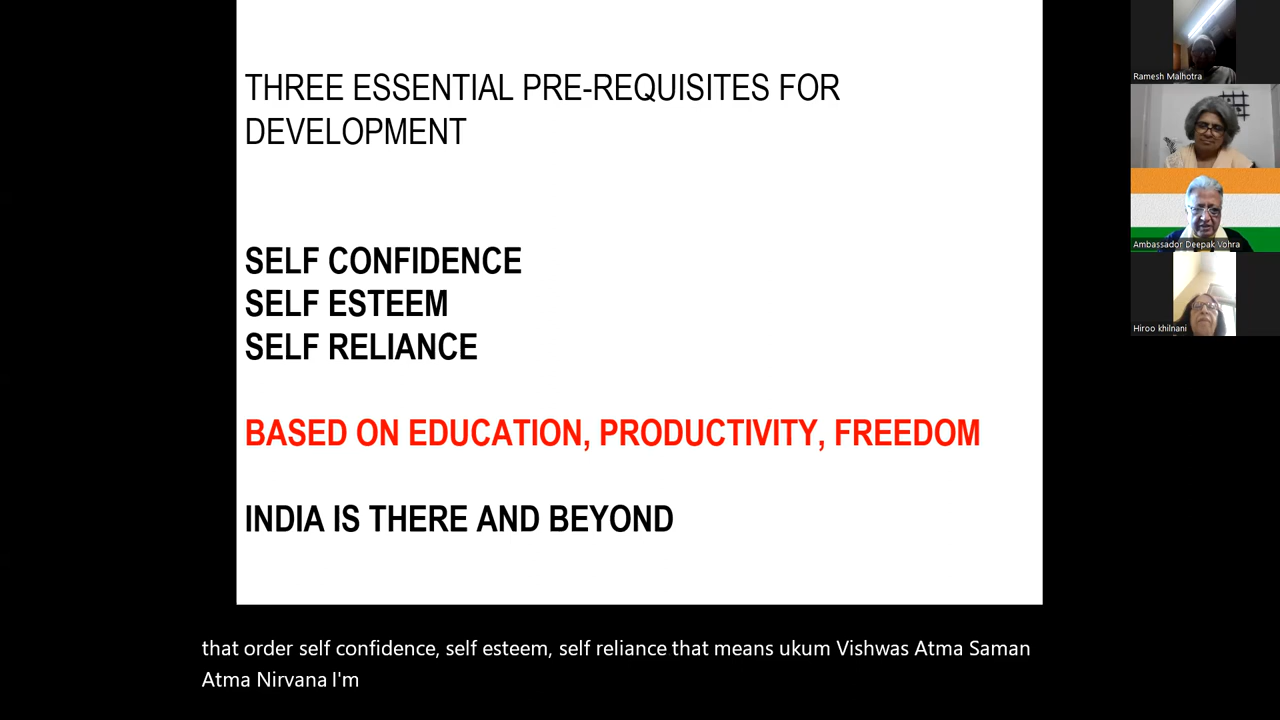 THREE ESSENTIAL PRE-REQUISITES FOR
DEVELOPMENT
SELF CONFIDENCE
SELF ESTEEM
SELF RELIANCE
BASED ON EDUCATION, PRODUCTIVITY, FREEDOM
INDIA IS THERE AND BEYOND
that order self confidence, self esteem, self reliance that means ukum Vishwas Atma Saman
Atma Nirvana I'm
Ramesh Malhotra
Ambassador Deepak Vohra
Hiroo khilnani